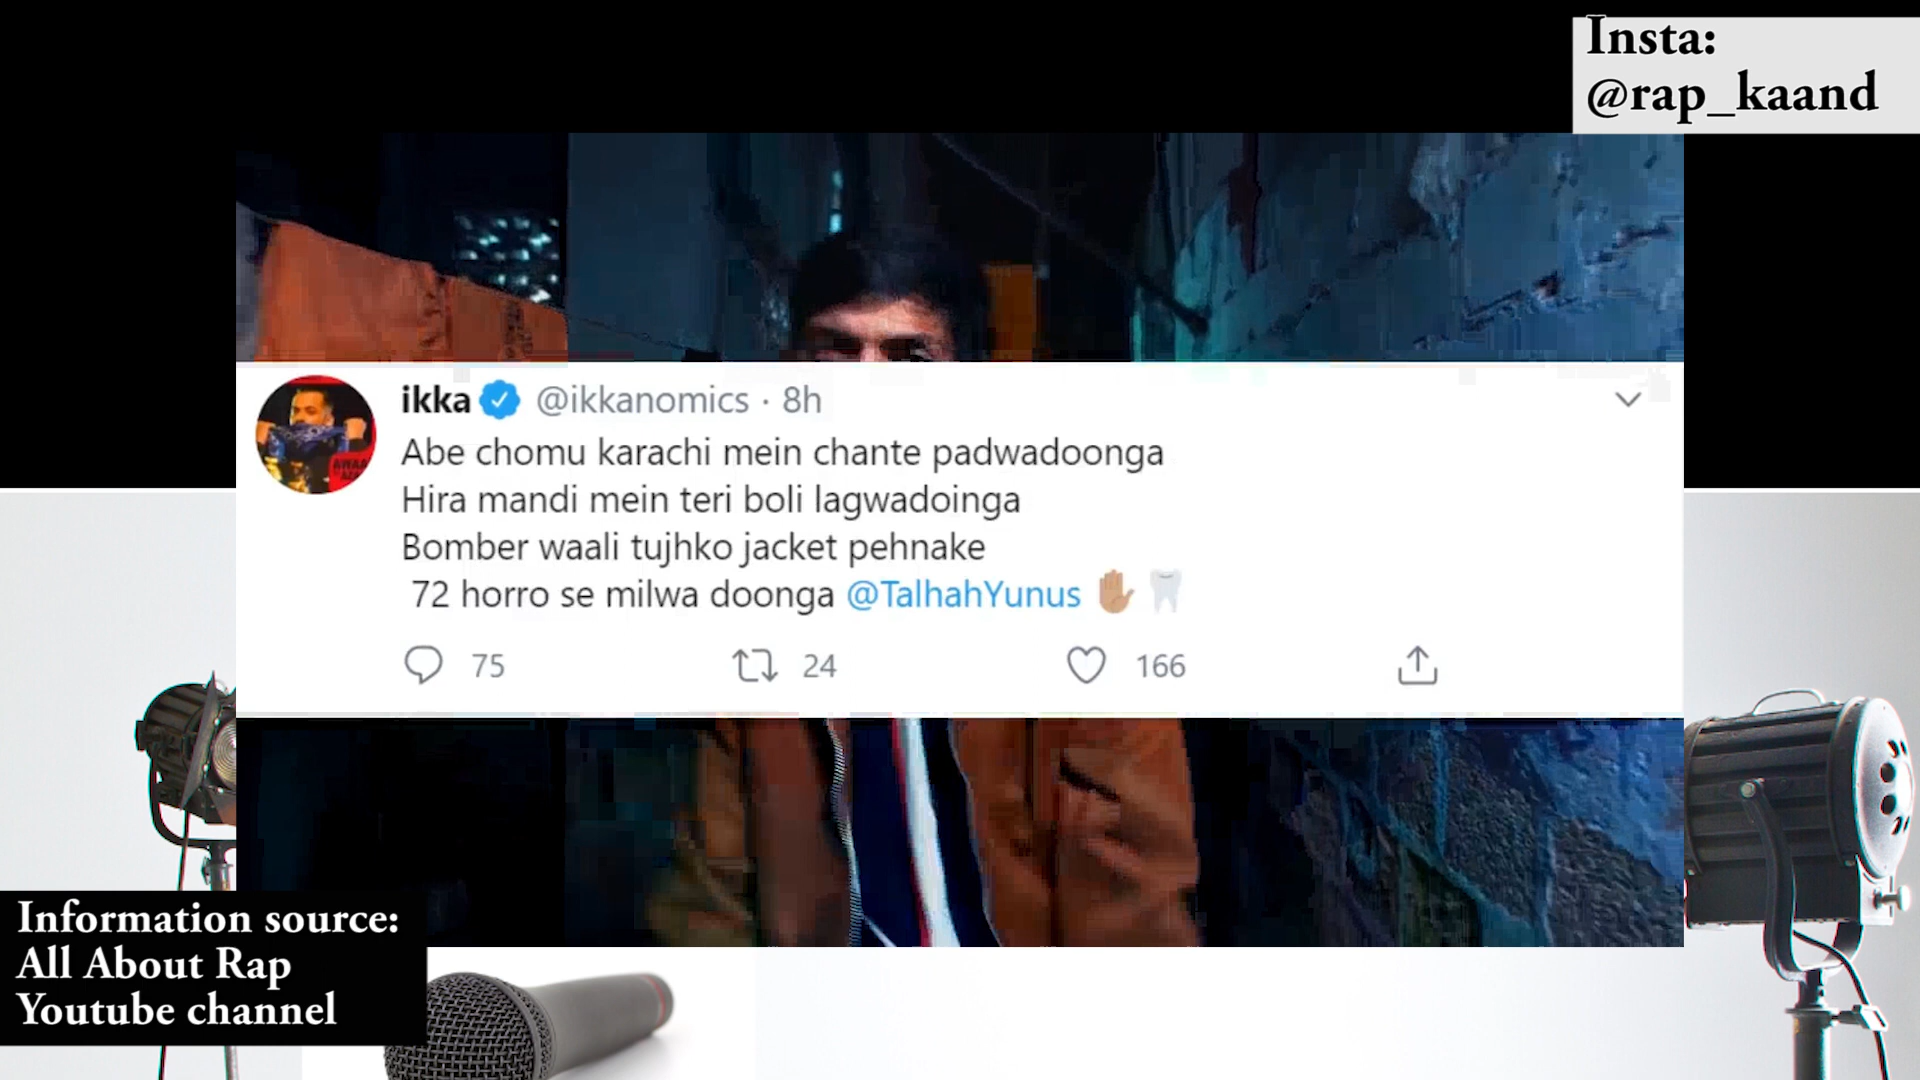 Insta:
@rap_kaand
ikka @ikkanomics · 8h
Abe chomu karachi mein chante padwadoonga
Hira mandi mein teri boli lagwadoinga
Bomber waali tujhko jacket pehnake
72 horro se milwa doonga @TalhahYunus ✋🏽 🦷
75 24 166
Information source:
All About Rap
Youtube channel